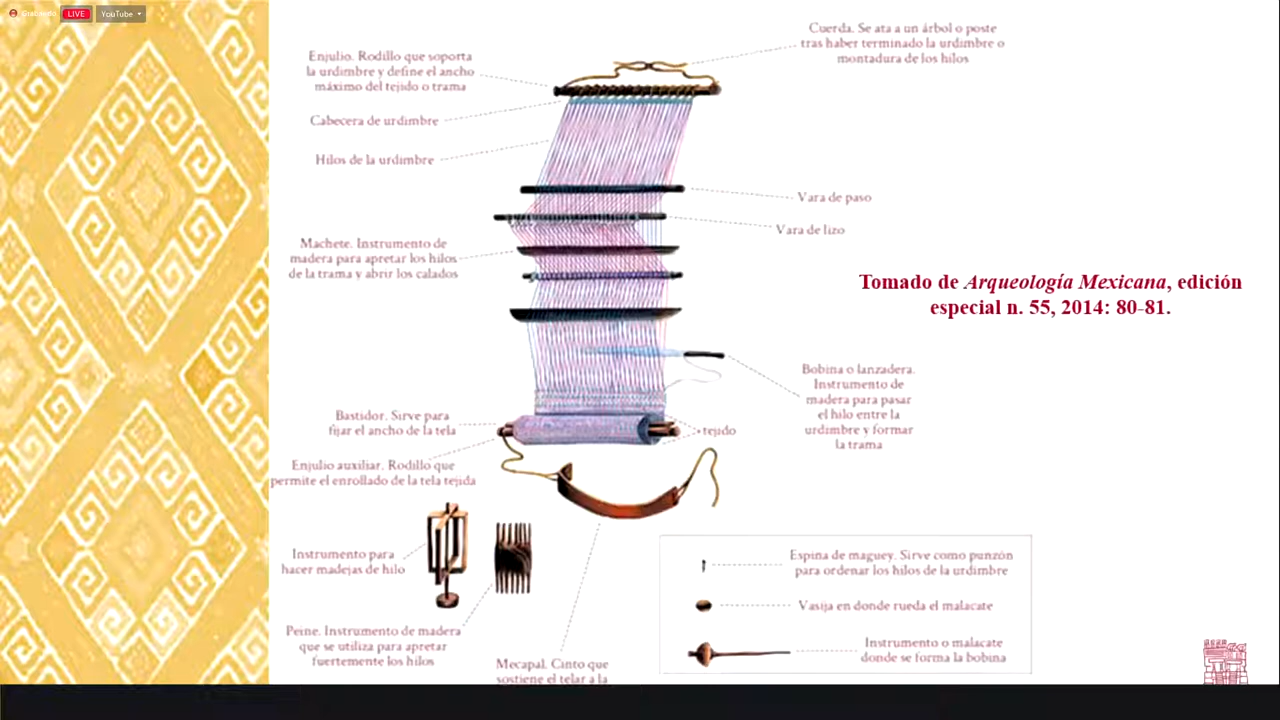 Grabando
LIVE
YouTube
Cuerda. Se ata a un árbol o poste
tras haber terminado la urdimbre o
montadura de los hilos
Enjulio. Rodillo que soporta
la urdimbre y define el ancho
máximo del tejido o trama
Cabecera de urdimbre
Hilos de la urdimbre
Vara de paso
Vara de lizo
Machete. Instrumento de
madera para apretar los hilos
de la trama y abrir los calados
Tomado de Arqueología Mexicana, edición
especial n. 55, 2014: 80-81.
Bobina o lanzadera.
Instrumento de
madera para pasar
el hilo entre la
urdimbre y formar
la trama
Bastidor. Sirve para
fijar el ancho de la tela
tejido
Enjulio auxiliar. Rodillo que
permite el enrollado de la tela tejida
Instrumento para
hacer madejas de hilo
Peine. Instrumento de madera
que se utiliza para apretar
fuertemente los hilos
Mecapal. Cinto que
sostiene el telar a la
Espina de maguey. Sirve como punzón
para ordenar los hilos de la urdimbre
Vasija en donde rueda el malacate
Instrumento o malacate
donde se forma la bobina